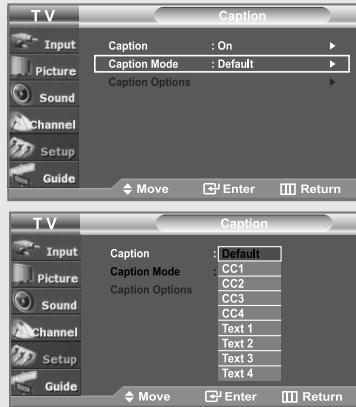 TV Caption
Input
Picture
Sound
Channel
Setup
Guide
Caption : On
Caption Mode : Default
Caption Options
Move Enter Return
TV Caption
Input
Picture
Sound
Channel
Setup
Guide
Caption : Default
Caption Mode : CC1
Caption Options
CC2
CC3
CC4
Text 1
Text 2
Text 3
Text 4
Move Enter Return